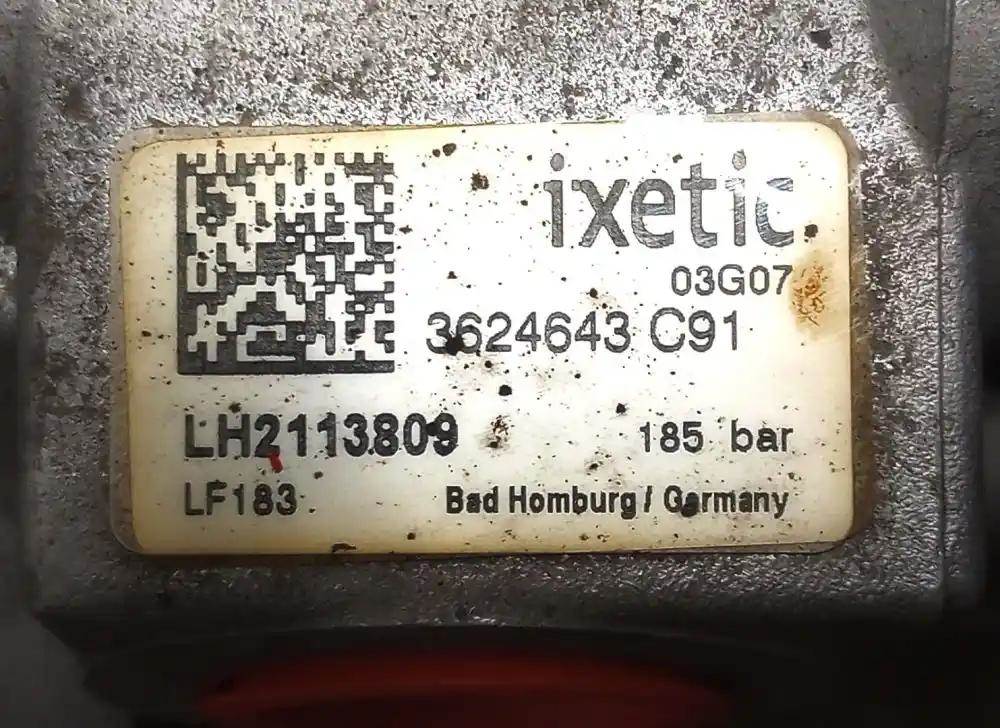 ixetic
03G07
3624643 C91
LH2113809 185 bar
LF183 Bad Homburg / Germany